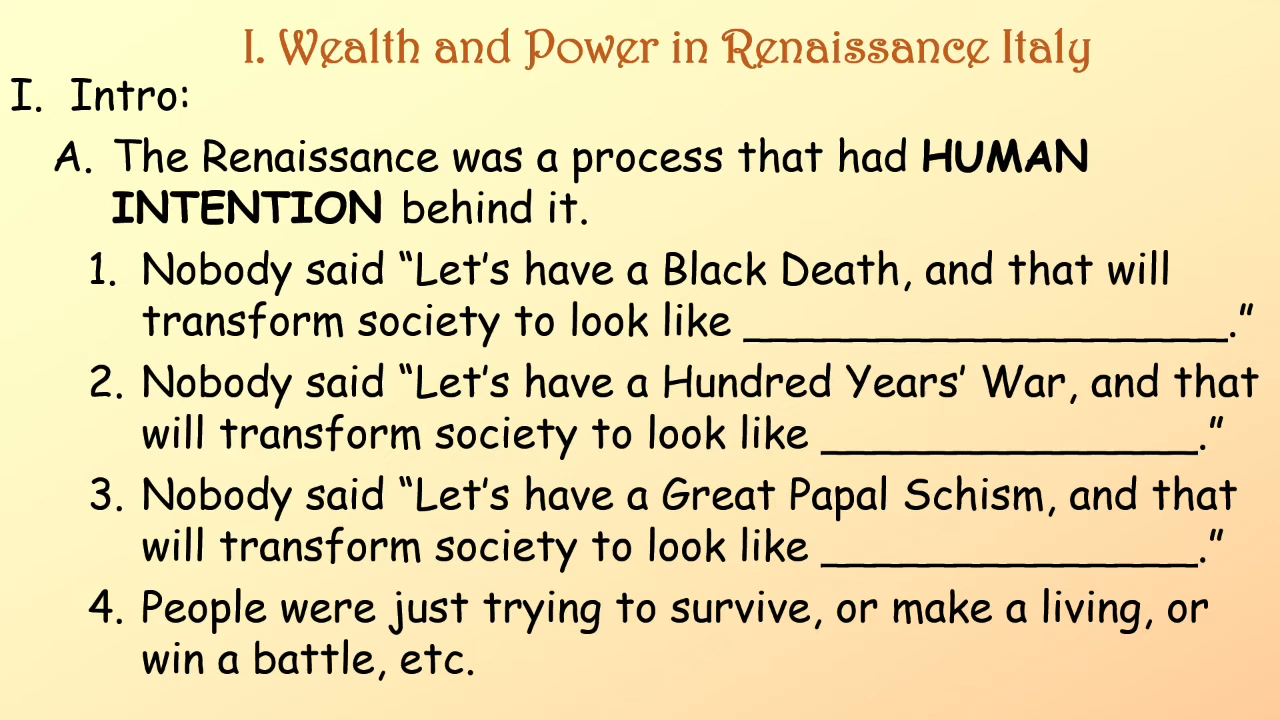 I. Wealth and Power in Renaissance Italy
I. Intro:
A. The Renaissance was a process that had HUMAN
INTENTION behind it.
1. Nobody said “Let’s have a Black Death, and that will
transform society to look like ___________________.”
2. Nobody said “Let’s have a Hundred Years’ War, and that
will transform society to look like _______________.”
3. Nobody said “Let’s have a Great Papal Schism, and that
will transform society to look like _______________.”
4. People were just trying to survive, or make a living, or
win a battle, etc.